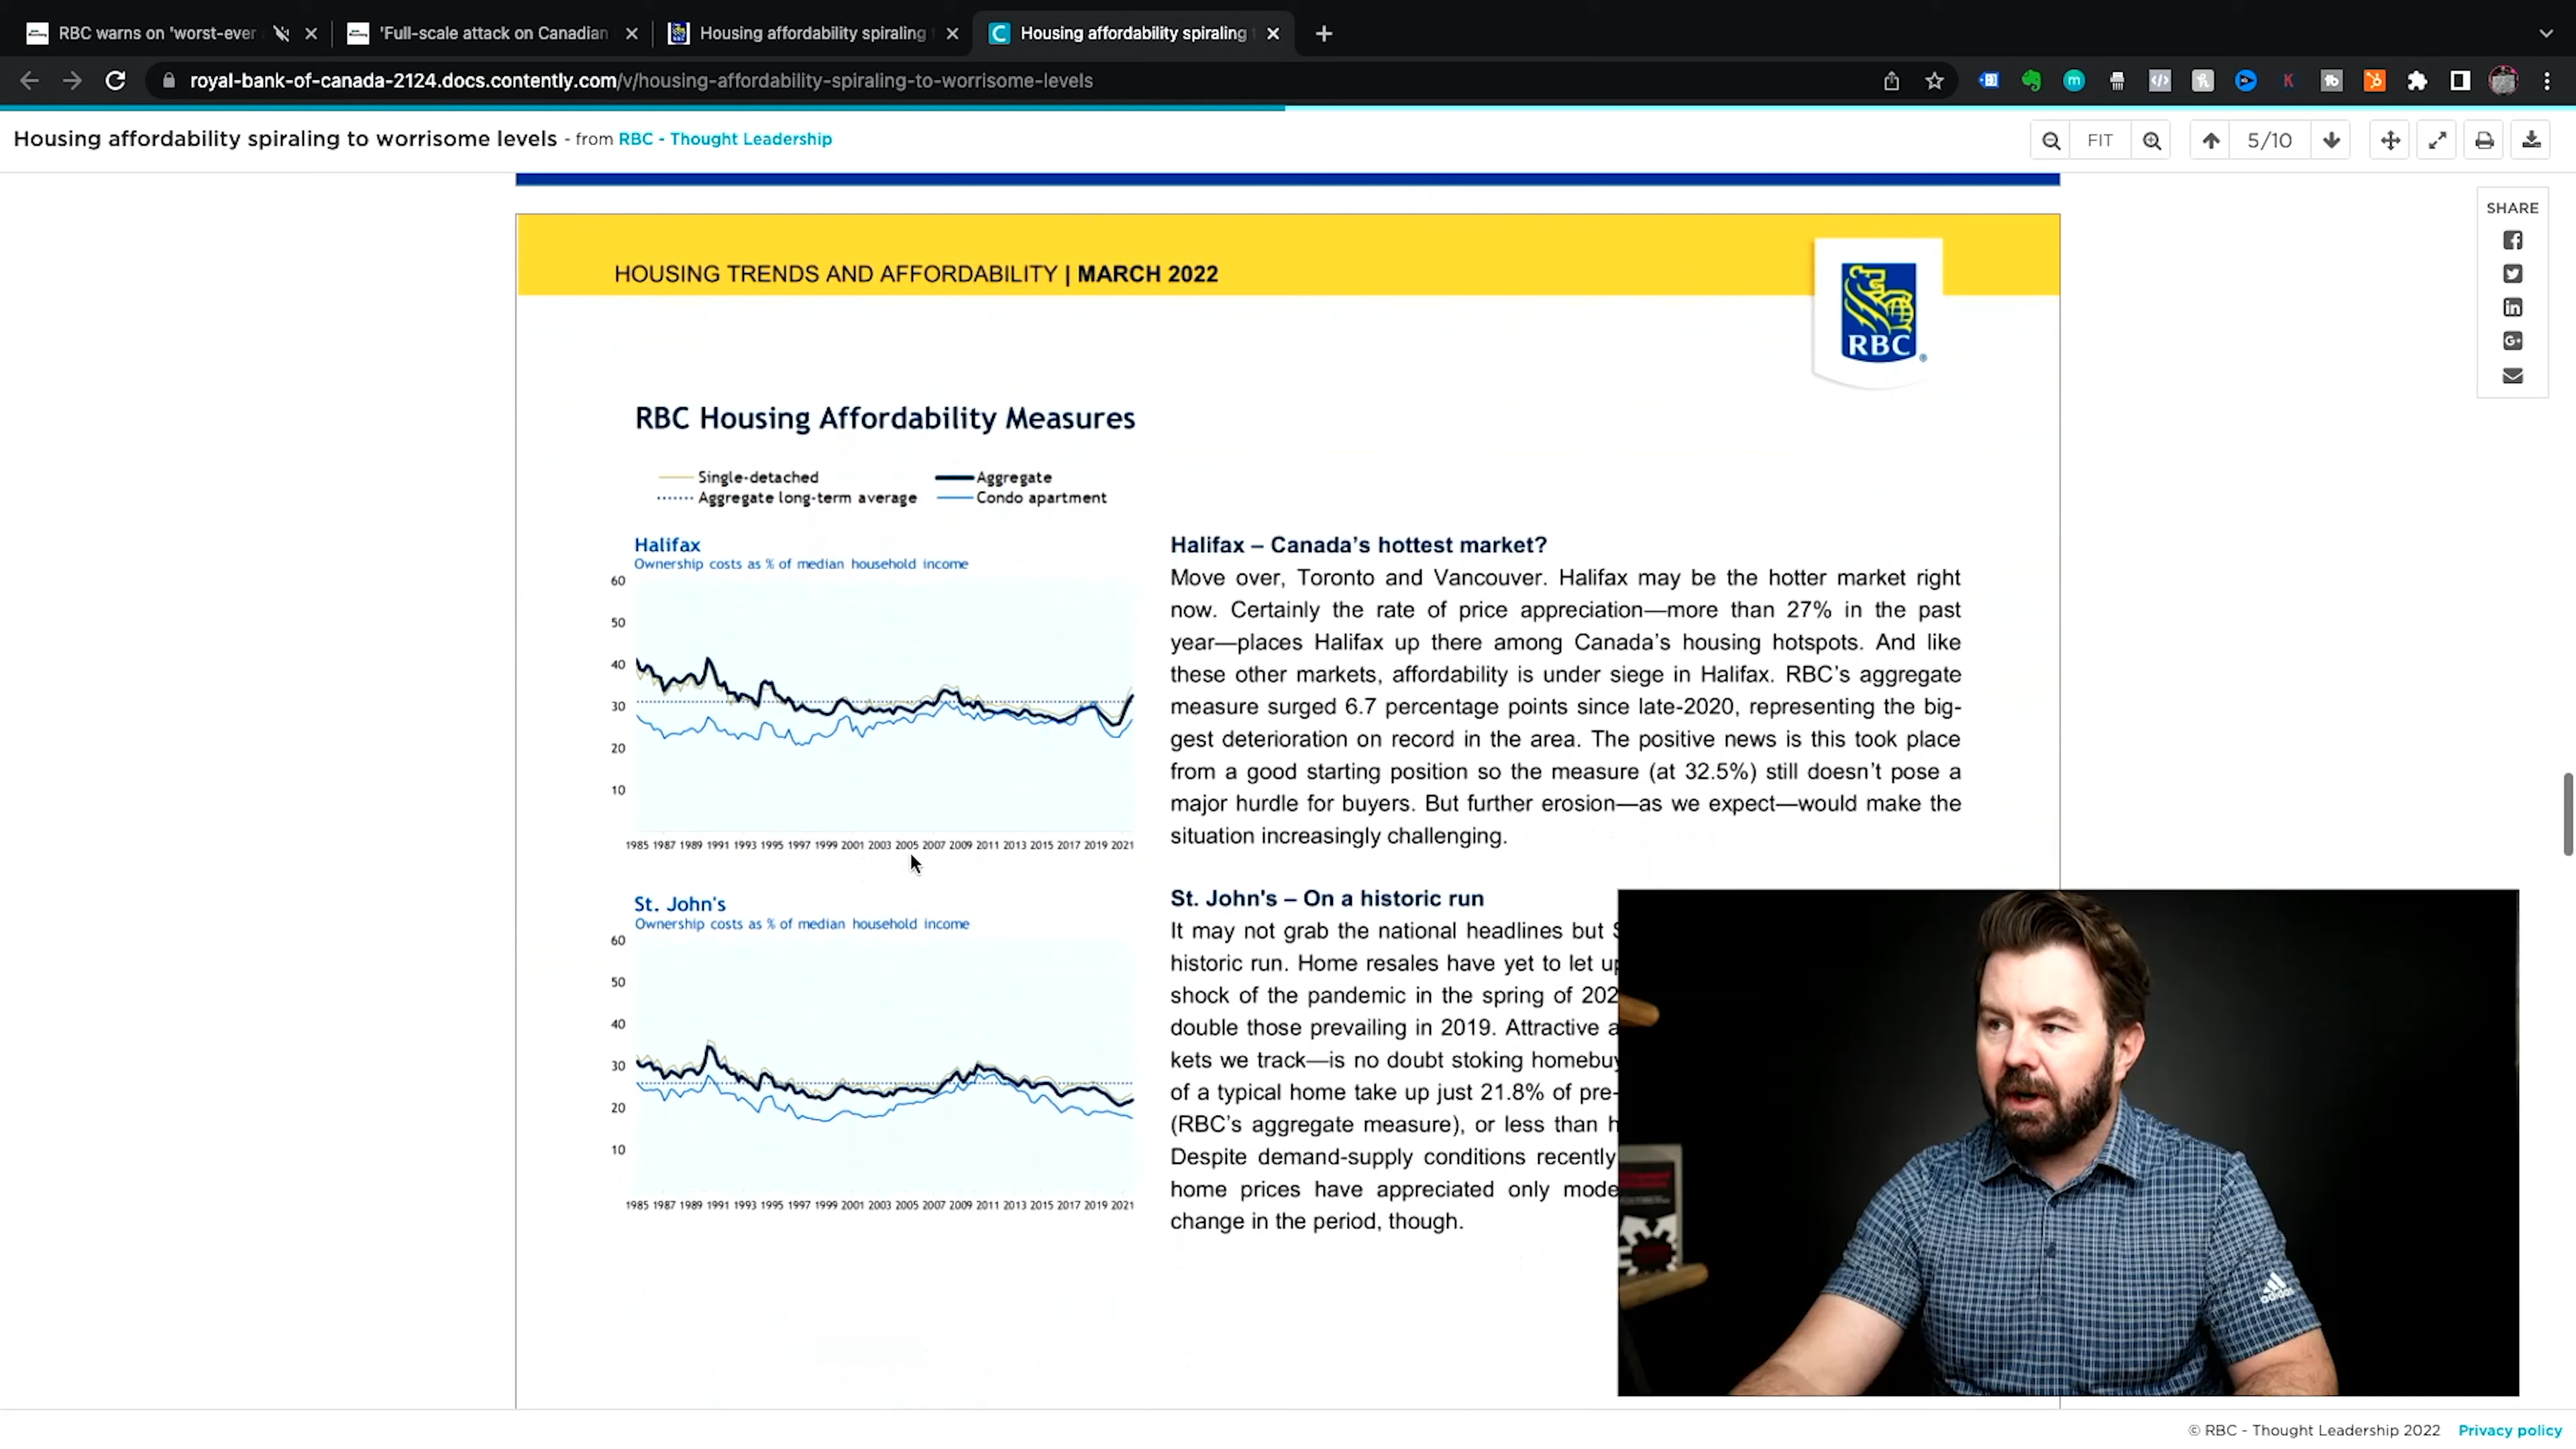 RBC warns on 'worst-ever
'Full-scale attack on Canadian
Housing affordability spiraling
Housing affordability spiraling
royal-bank-of-canada-2124.docs.contently.com/v/housing-affordability-spiraling-to-worrisome-levels
Housing affordability spiraling to worrisome levels - from RBC - Thought Leadership
FIT
5/10
SHARE
HOUSING TRENDS AND AFFORDABILITY | MARCH 2022
RBC
RBC Housing Affordability Measures
Single-detached
Aggregate
Aggregate long-term average
Condo apartment
Halifax
Ownership costs as % of median household income
60
50
40
30
20
10
1985 1987 1989 1991 1993 1995 1997 1999 2001 2003 2005 2007 2009 2011 2013 2015 2017 2019 2021
Halifax – Canada's hottest market?
Move over, Toronto and Vancouver. Halifax may be the hotter market right
now. Certainly the rate of price appreciation—more than 27% in the past
year—places Halifax up there among Canada's housing hotspots. And like
these other markets, affordability is under siege in Halifax. RBC's aggregate
measure surged 6.7 percentage points since late-2020, representing the big-
gest deterioration on record in the area. The positive news is this took place
from a good starting position so the measure (at 32.5%) still doesn't pose a
major hurdle for buyers. But further erosion—as we expect—would make the
situation increasingly challenging.
St. John's
Ownership costs as % of median household income
60
50
40
30
20
10
1985 1987 1989 1991 1993 1995 1997 1999 2001 2003 2005 2007 2009 2011 2013 2015 2017 2019 2021
St. John's – On a historic run
It may not grab the national headlines but
historic run. Home resales have yet to let up
shock of the pandemic in the spring of 202
double those prevailing in 2019. Attractive a
kets we track—is no doubt stoking homebuy
of a typical home take up just 21.8% of pre-
(RBC's aggregate measure), or less than h
Despite demand-supply conditions recently
home prices have appreciated only mode
change in the period, though.
adidas
© RBC - Thought Leadership 2022 Privacy policy